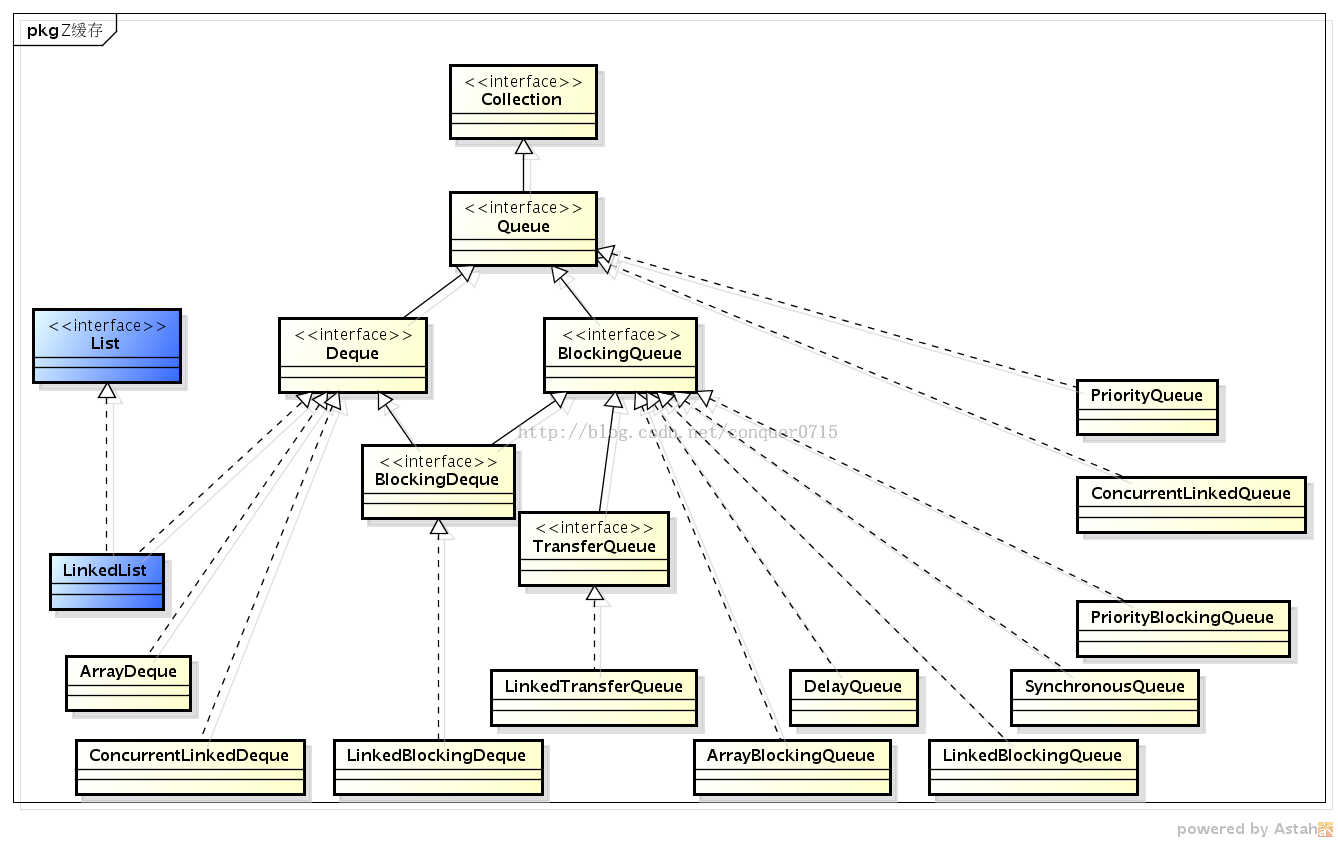 pkg Z缓存
<<interface>>
Collection
<<interface>>
Queue
<<interface>>
List
<<interface>>
Deque
<<interface>>
BlockingQueue
PriorityQueue
http://blog.csdn.net/conquer0715
<<interface>>
BlockingDeque
ConcurrentLinkedQueue
<<interface>>
TransferQueue
LinkedList
PriorityBlockingQueue
ArrayDeque
LinkedTransferQueue
DelayQueue
SynchronousQueue
ConcurrentLinkedDeque
LinkedBlockingDeque
ArrayBlockingQueue
LinkedBlockingQueue
powered by Astah